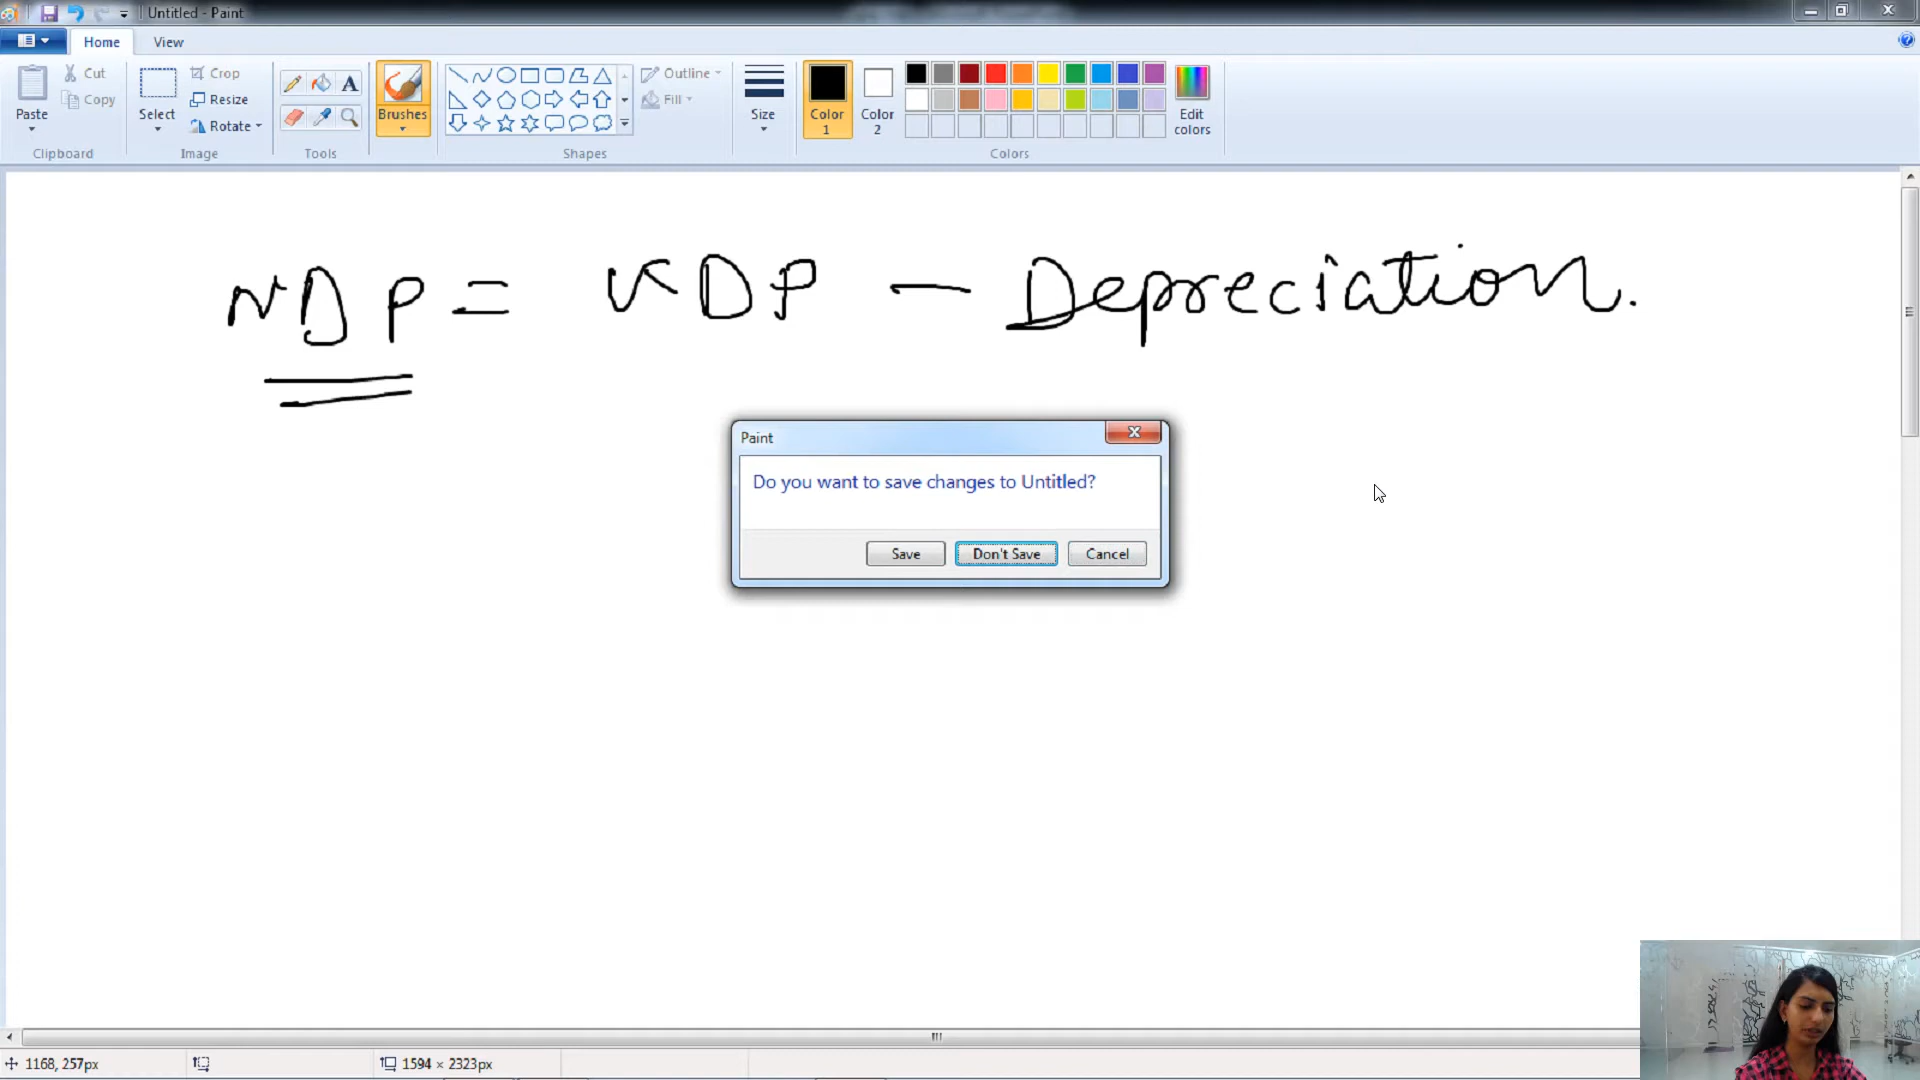 Untitled - Paint
Home View
Paste
Cut
Copy
Clipboard
Select
Crop
Resize
Rotate
Image
A
Tools
Brushes
Shapes
Outline
Fill
Size
Color 1
Color 2
Edit colors
Colors
NDP = GDP - Depreciation.
Paint
Do you want to save changes to Untitled?
Save Don't Save Cancel
1168, 257px
1594 × 2323px